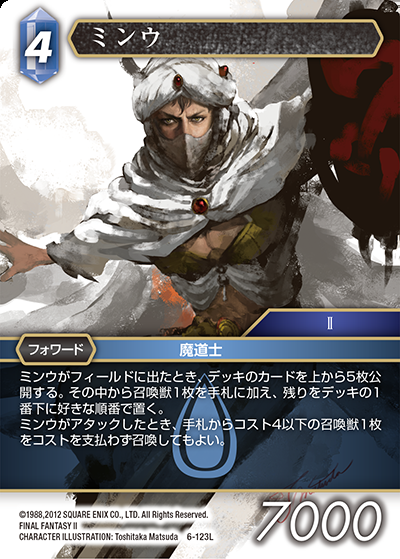 4
ミンウ
II
フォワード
魔道士
ミンウがフィールドに出たとき、デッキのカードを上から5枚公
開する。その中から召喚獣1枚を手札に加え、残りをデッキの1
番下に好きな順番で置く。
ミンウがアタックしたとき、手札からコスト4以下の召喚獣1枚
をコストを支払わず召喚してもよい。
©1988,2012 SQUARE ENIX CO., LTD. All Rights Reserved.
FINAL FANTASY II
CHARACTER ILLUSTRATION: Toshitaka Matsuda 6-123L
7000